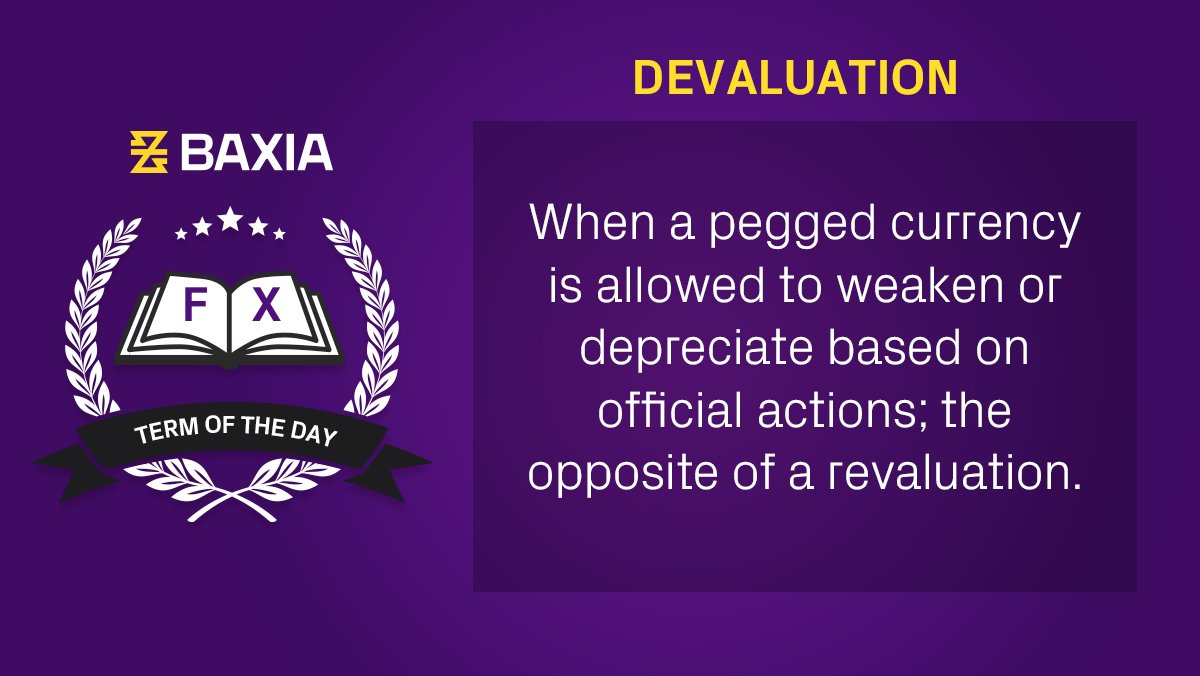 BAXIA
F X
TERM OF THE DAY
DEVALUATION
When a pegged currency
is allowed to weaken or
depreciate based on
official actions; the
opposite of a revaluation.